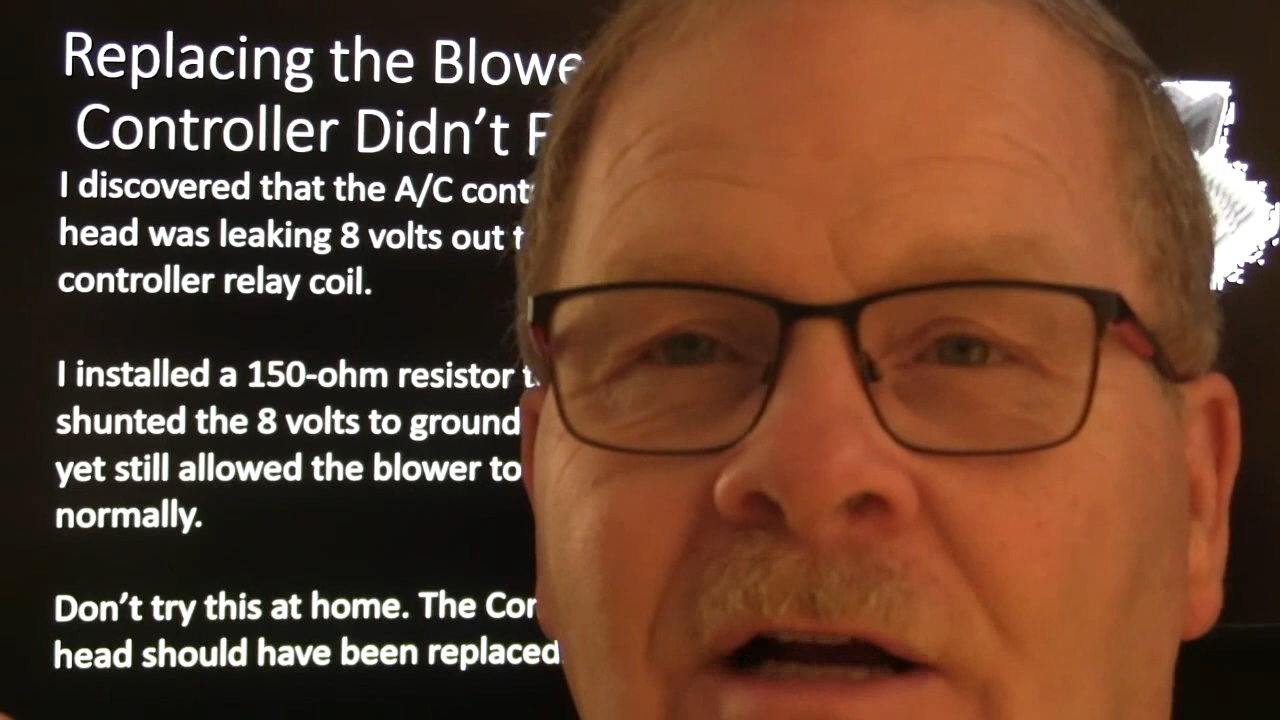 Replacing the Blowe
Controller Didn't F
I discovered that the A/C cont
head was leaking 8 volts out t
controller relay coil.
I installed a 150-ohm resistor t
shunted the 8 volts to ground
yet still allowed the blower to
normally.
Don't try this at home. The Con
head should have been replaced.